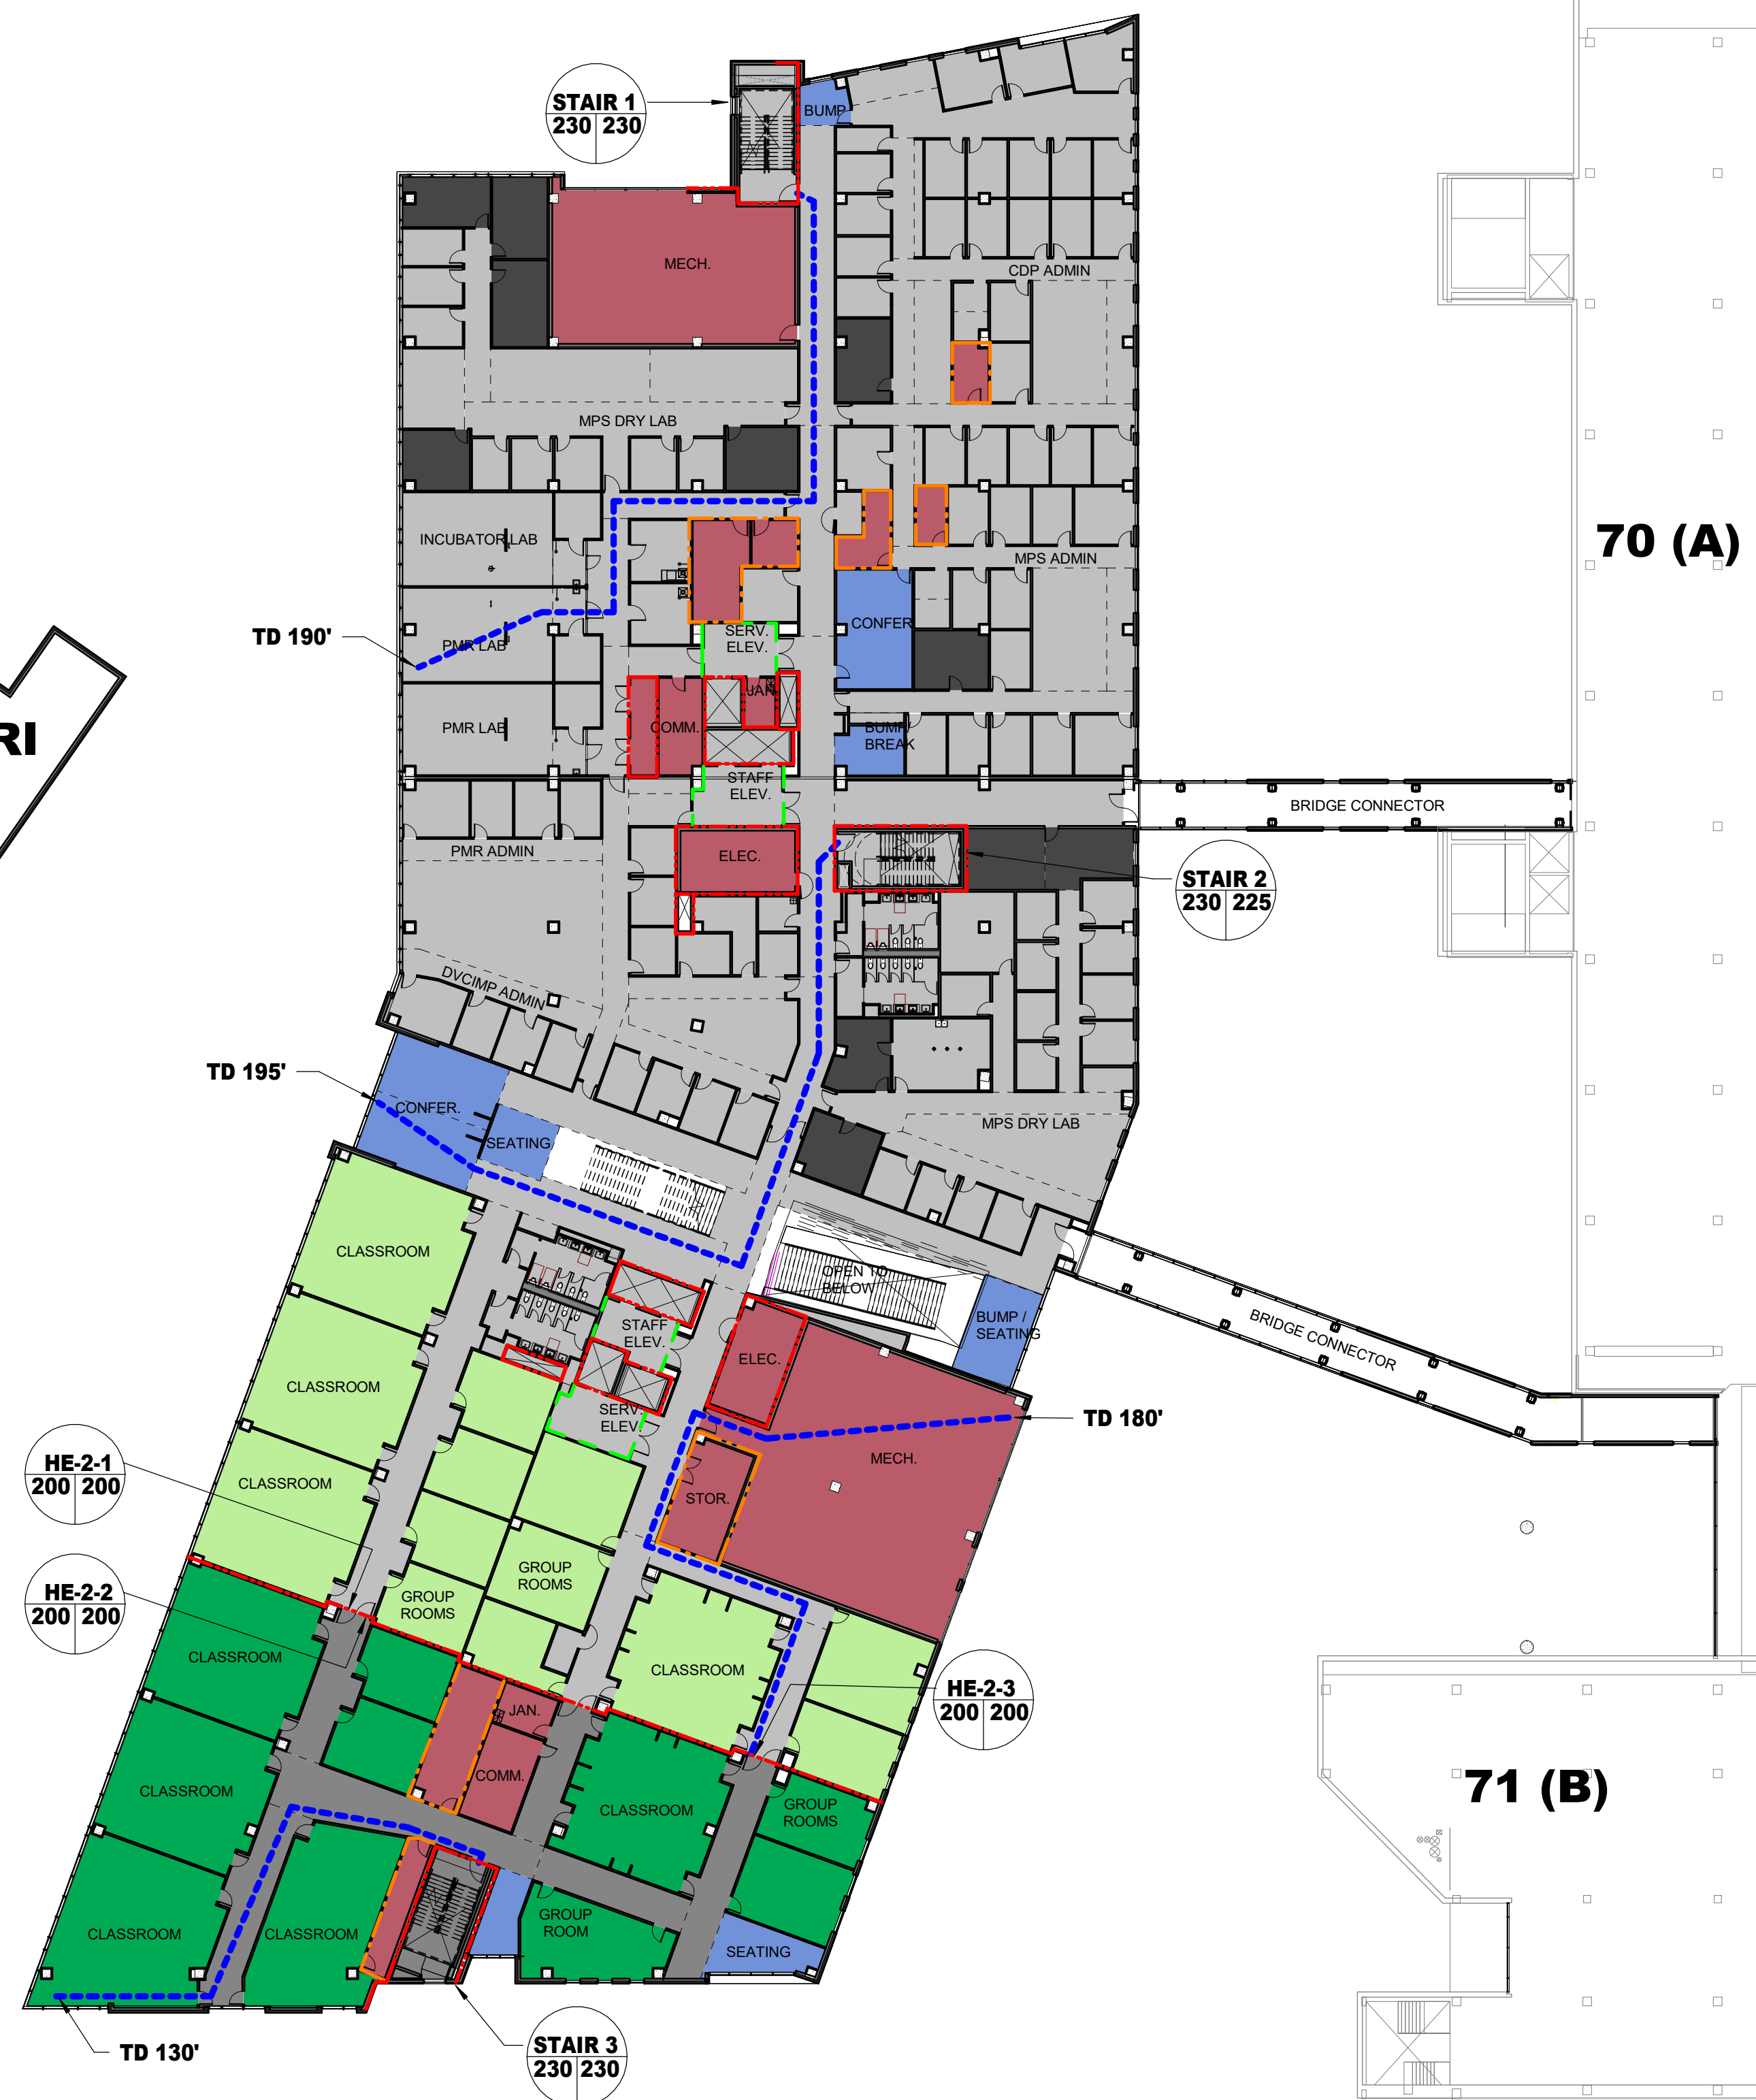 STAIR 1
230 230
BUMP
MECH.
CDP ADMIN
MPS DRY LAB
INCUBATOR LAB
MPS ADMIN
70 (A)
TD 190'
PMR LAB
SERV.
ELEV.
CONFER
JAN.
PMR LAB
COMM.
BUMP/
BREAK
RI
STAFF
ELEV.
BRIDGE CONNECTOR
PMR ADMIN
ELEC.
STAIR 2
230 225
DVCIMP ADMIN
TD 195'
CONFER.
SEATING
MPS DRY LAB
CLASSROOM
OPEN TO
BELOW
BUMP /
SEATING
BRIDGE CONNECTOR
STAFF
ELEV.
ELEC.
CLASSROOM
SERV.
ELEV.
TD 180'
MECH.
HE-2-1
200 200
CLASSROOM
STOR.
HE-2-2
200 200
GROUP
ROOMS
GROUP
ROOMS
CLASSROOM
CLASSROOM
HE-2-3
200 200
JAN.
CLASSROOM
COMM.
CLASSROOM
GROUP
ROOMS
71 (B)
CLASSROOM
CLASSROOM
GROUP
ROOM
SEATING
TD 130'
STAIR 3
230 230